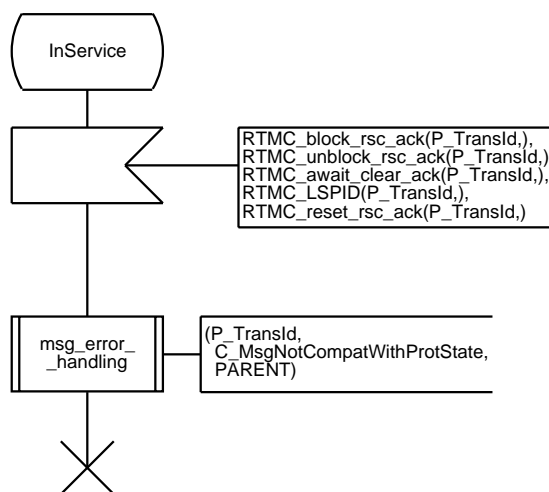 InService
RTMC_block_rsc_ack(P_TransId,),
RTMC_unblock_rsc_ack(P_TransId,)
RTMC_await_clear_ack(P_TransId,),
RTMC_LSPID(P_TransId,),
RTMC_reset_rsc_ack(P_TransId,)
msg_error_
_handling
(P_TransId,
C_MsgNotCompatWithProtState,
PARENT)